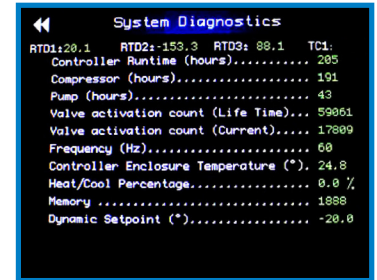 System Diagnostics
RTD1:20.1 RTD2:-153.3 RTD3: 88.1 TC1:
Controller Runtime (hours)........... 205
Compressor (hours)................... 191
Pump (hours)......................... 43
Valve activation count (Life Time)... 59061
Valve activation count (Current)..... 17809
Frequency (Hz)....................... 60
Controller Enclosure Temperature (°). 24.8
Heat/Cool Percentage................. 0.0 %
Memory .............................. 1888
Dynamic Setpoint (°)................. -20.0